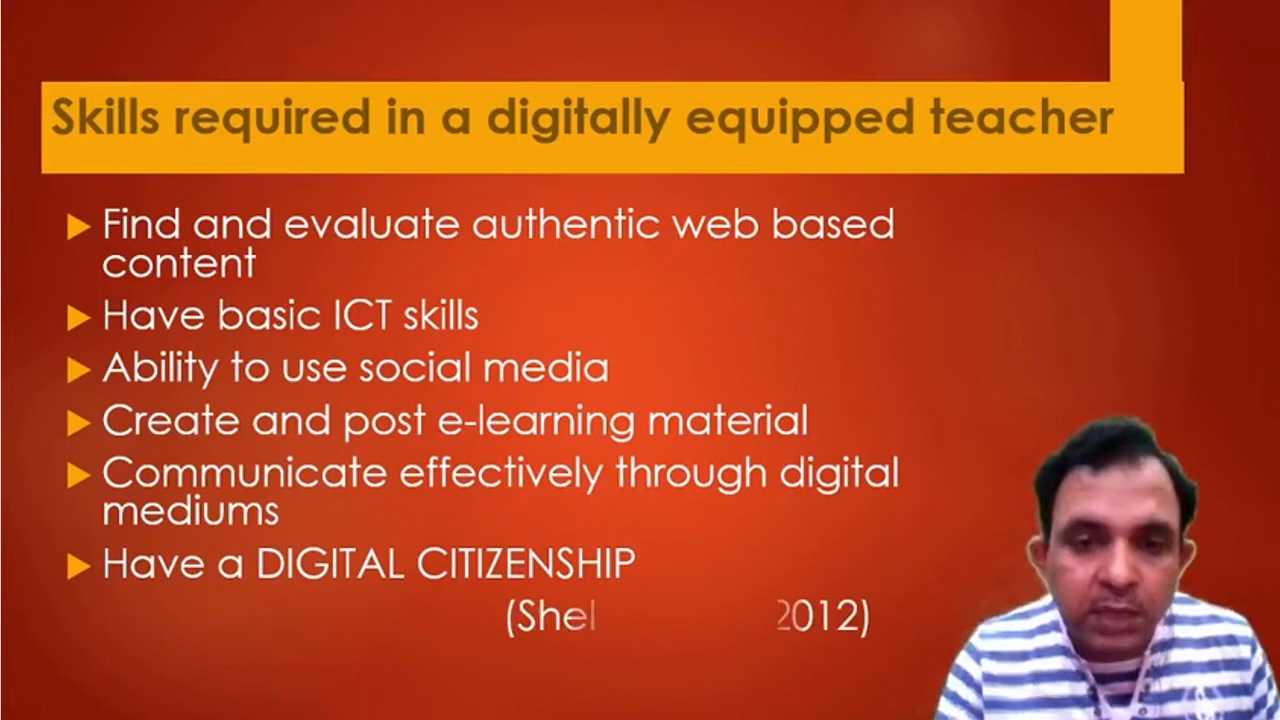 Skills required in a digitally equipped teacher
Find and evaluate authentic web based
content
Have basic ICT skills
Ability to use social media
Create and post e-learning material
Communicate effectively through digital
mediums
Have a DIGITAL CITIZENSHIP
2012)